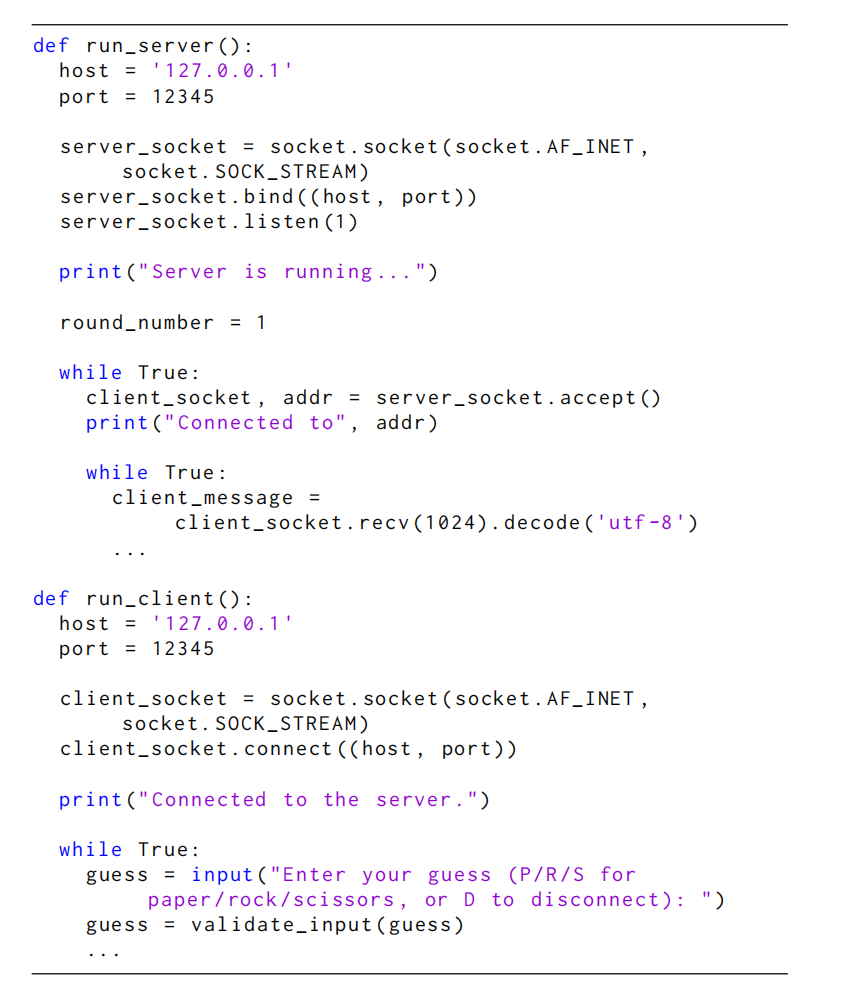 def run_server():
  host = '127.0.0.1'
  port = 12345

  server_socket = socket.socket(socket.AF_INET,
       socket.SOCK_STREAM)
  server_socket.bind((host, port))
  server_socket.listen(1)

  print("Server is running...")

  round_number = 1

  while True:
    client_socket, addr = server_socket.accept()
    print("Connected to", addr)

    while True:
      client_message =
           client_socket.recv(1024).decode('utf-8')
      ...

def run_client():
  host = '127.0.0.1'
  port = 12345

  client_socket = socket.socket(socket.AF_INET,
       socket.SOCK_STREAM)
  client_socket.connect((host, port))

  print("Connected to the server.")

  while True:
    guess = input("Enter your guess (P/R/S for
         paper/rock/scissors, or D to disconnect): ")
    guess = validate_input(guess)
    ...